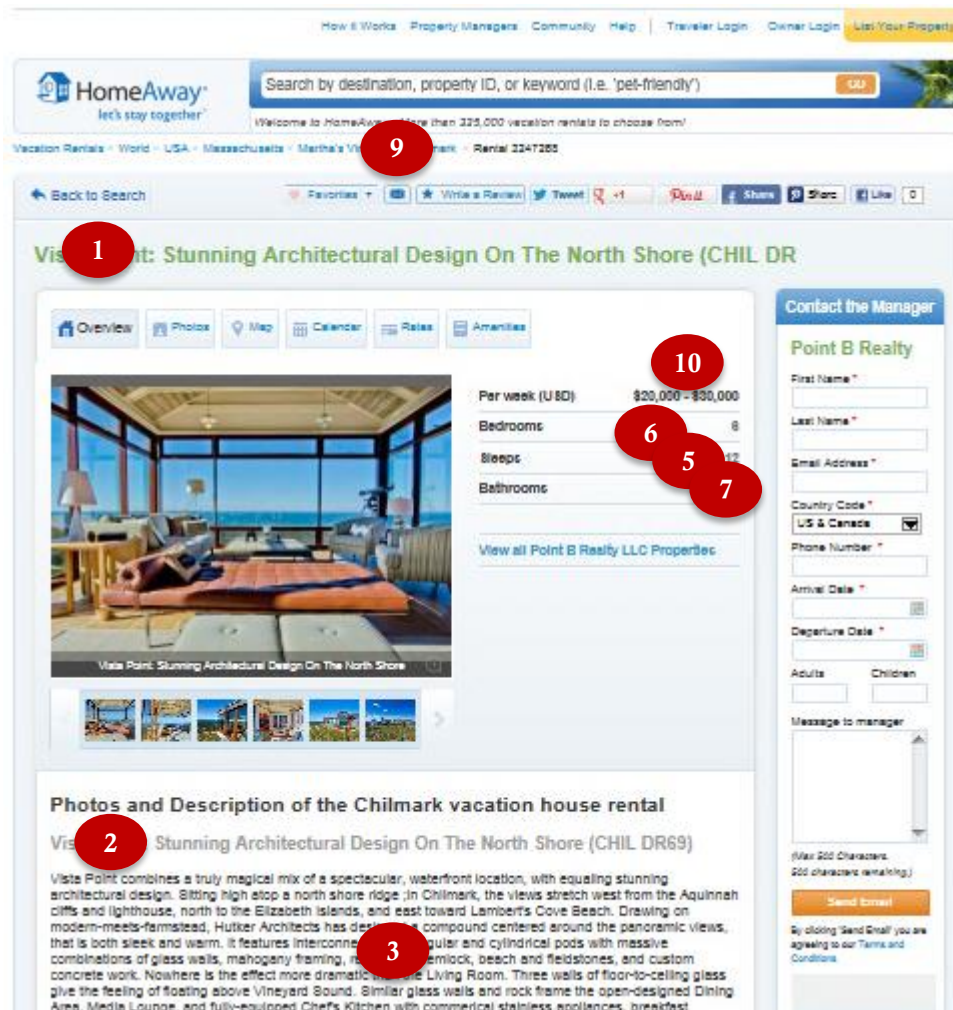 How it Works Property Managers Community Help | Traveler Login Owner Login List Your Property
HomeAway
let's stay together
Search by destination, property ID, or keyword (i.e. 'pet-friendly')
GO
Welcome to HomeAway More than 325,000 vacation rentals to choose from!
Vacation Rentals - World - USA - Massachusetts - Martha's Vi mark - Rental 3347288
9
Back to Search
Favorites
Write a Review
Tweet
+1
Pin it
Share
Share
Like
0
1
Vis nt: Stunning Architectural Design On The North Shore (CHIL DR
Overview
Photos
Map
Calendar
Rates
Amenities
10
Per week (USD) $20,000 - $30,000
Bedrooms 6
6
Sleeps 12
5
Bathrooms
7
View all Point B Realty LLC Properties
Vista Point: Stunning Architectural Design On The North Shore
Contact the Manager
Point B Realty
First Name *
Last Name *
Email Address *
Country Code *
US & Canada
Phone Number *
Arrival Date *
Departure Date *
Adults Children
Message to manager
(Max 500 Characters.
500 characters remaining.)
Send Email
By clicking 'Send Email' you are
agreeing to our Terms and
Conditions.
Photos and Description of the Chilmark vacation house rental
Vis Stunning Architectural Design On The North Shore (CHIL DR69)
2
Vista Point combines a truly magical mix of a spectacular, waterfront location, with equaling stunning
architectural design. Sitting high atop a north shore ridge ;in Chilmark, the views stretch west from the Aquinnah
cliffs and lighthouse, north to the Elizabeth Islands, and east toward Lambert's Cove Beach. Drawing on
modern-meets-farmstead, Hutker Architects has des a compound centered around the panoramic views,
that is both sleek and warm. It features interconne gular and cylindrical pods with massive
combinations of glass walls, mahogany framing, r emlock, beach and fieldstones, and custom
3
concrete work. Nowhere is the effect more dramatic e Living Room. Three walls of floor-to-ceiling glass
give the feeling of floating above Vineyard Sound. Similar glass walls and rock frame the open-designed Dining
Area, Media Lounge, and fully-equipped Chef's Kitchen with commerical stainless appliances, breakfast